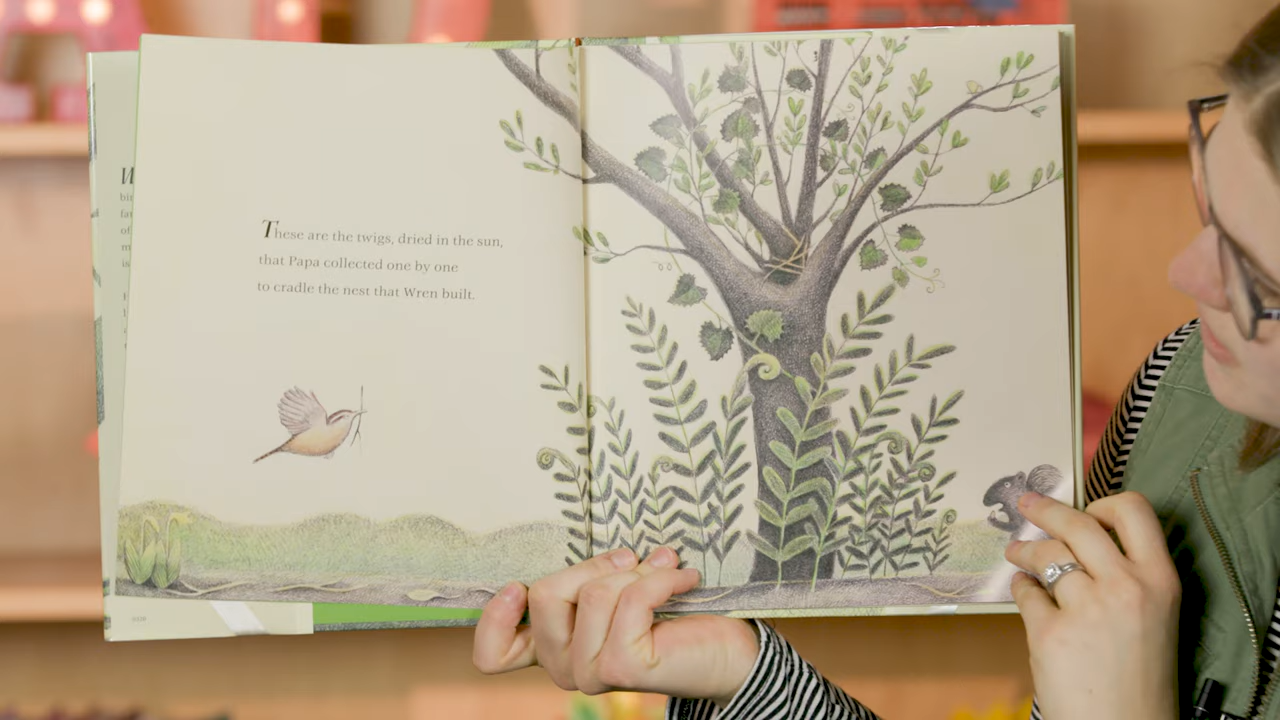 These are the twigs, dried in the sun,
that Papa collected one by one
to cradle the nest that Wren built.